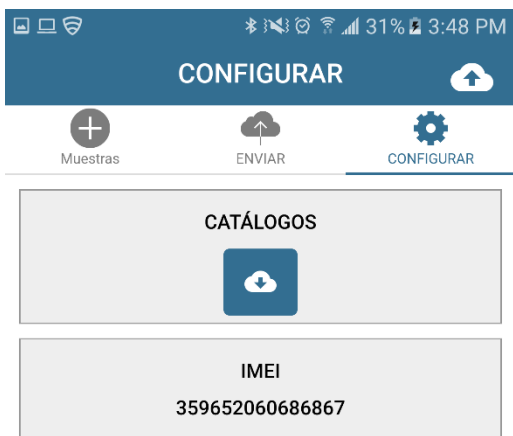 31% 3:48 PM
CONFIGURAR
Muestras ENVIAR CONFIGURAR
CATÁLOGOS
IMEI
359652060686867